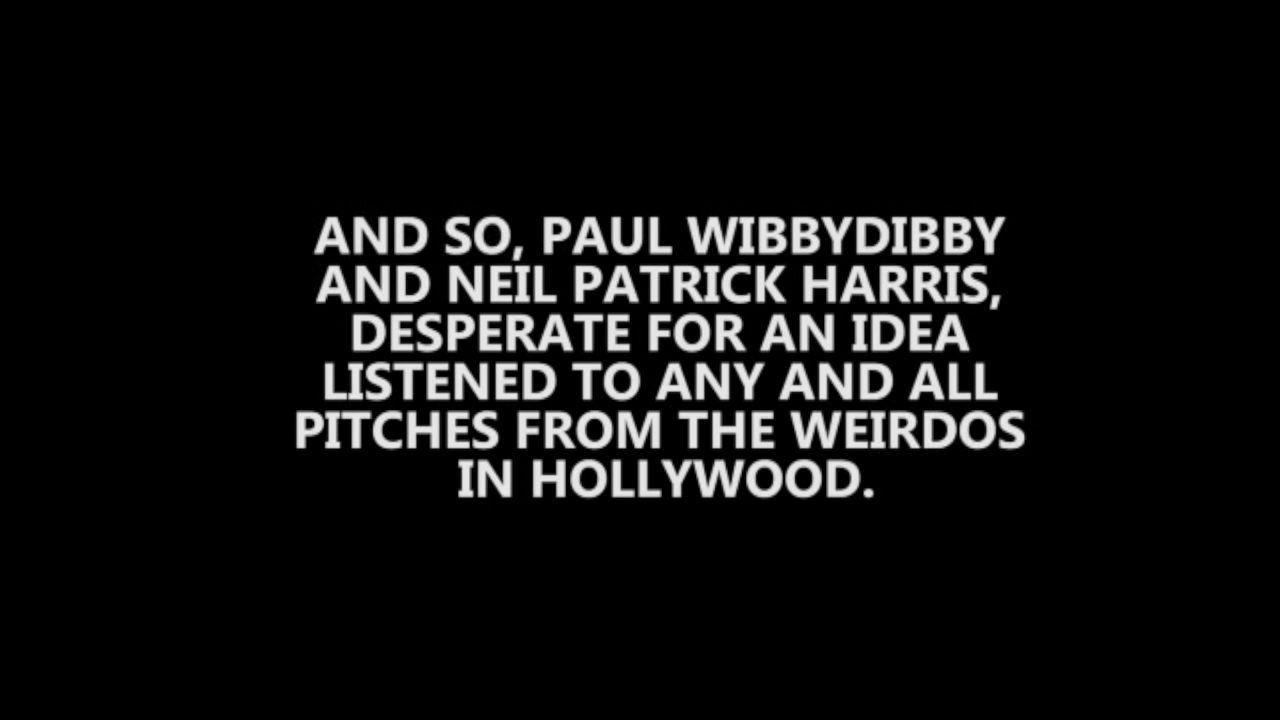 AND SO, PAUL WIBBYDIBBY
AND NEIL PATRICK HARRIS,
DESPERATE FOR AN IDEA
LISTENED TO ANY AND ALL
PITCHES FROM THE WEIRDOS
IN HOLLYWOOD.